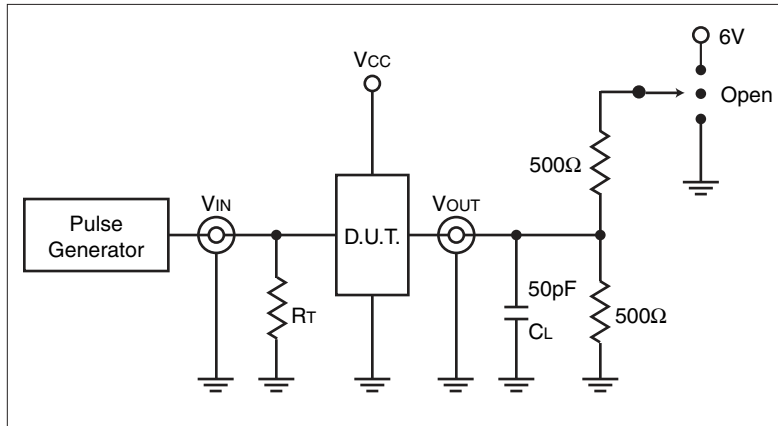 6V
VCC
Open
500Ω
VIN
VOUT
Pulse
Generator
D.U.T.
50pF
RT
CL
500Ω